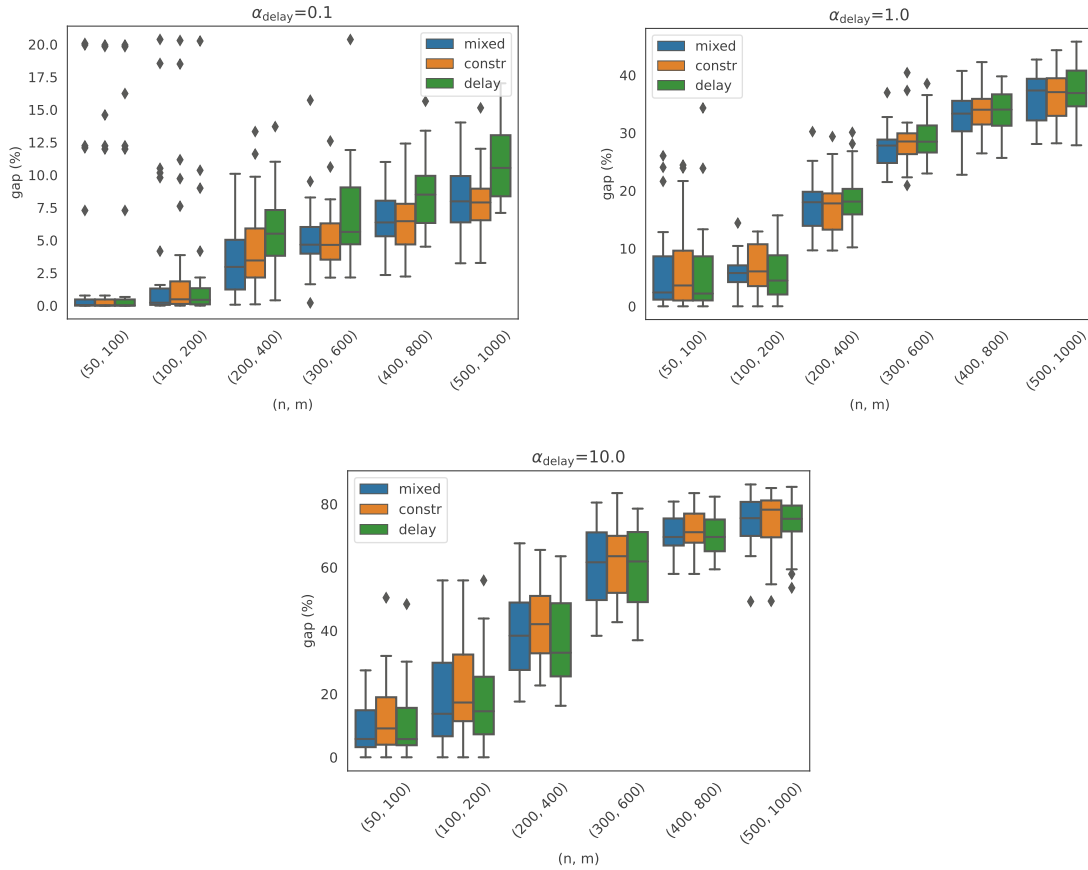 α_delay=0.1
20.0
17.5
15.0
12.5
10.0
7.5
5.0
2.5
0.0
gap (%)
mixed
constr
delay
(50, 100)
(100, 200)
(200, 400)
(300, 600)
(400, 800)
(500, 1000)
(n, m)
α_delay=1.0
40
30
20
10
0
gap (%)
mixed
constr
delay
(50, 100)
(100, 200)
(200, 400)
(300, 600)
(400, 800)
(500, 1000)
(n, m)
α_delay=10.0
80
60
40
20
0
gap (%)
mixed
constr
delay
(50, 100)
(100, 200)
(200, 400)
(300, 600)
(400, 800)
(500, 1000)
(n, m)